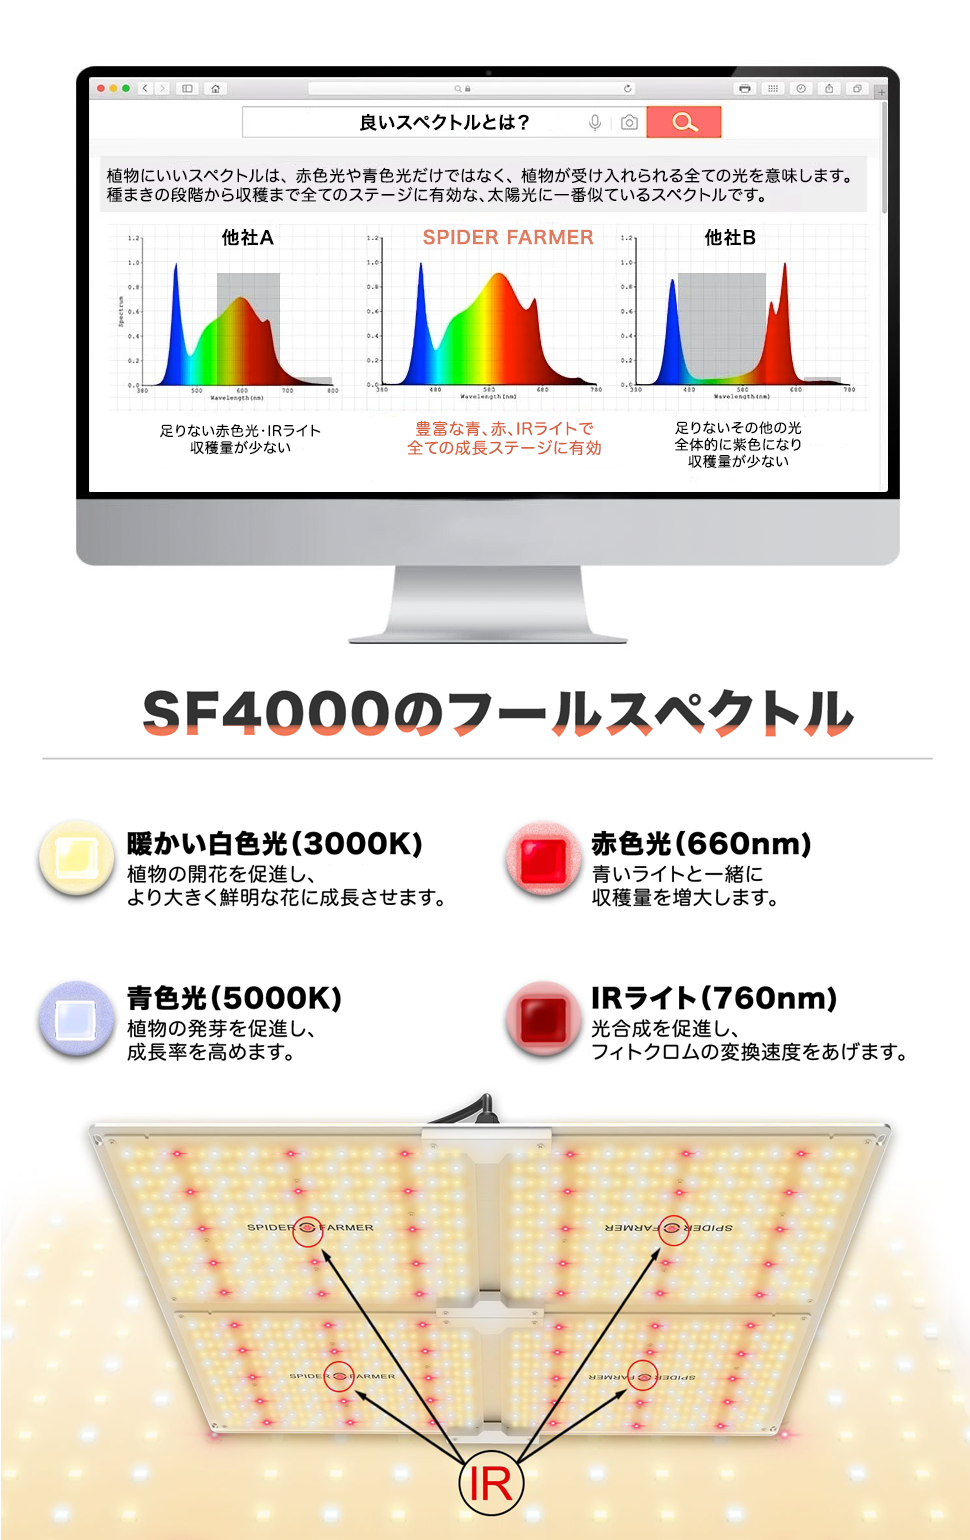 良いスペクトルとは？
植物にいいスペクトルは、赤色光や青色光だけではなく、植物が受け入れられる全ての光を意味します。
種まきの段階から収穫まで全てのステージに有効な、太陽光に一番似ているスペクトルです。
他社A
SPIDER FARMER
他社B
1.2
1.0
0.8
0.6
0.4
0.2
0.0
Spectrum
380 500 600 700 800
Wavelength(nm)
1.2
1.0
0.8
0.6
0.4
0.2
0.0
400 500 600 700
Wavelength(nm)
1.2
1.0
0.8
0.6
0.4
0.2
0.0
400 500 600 700
Wavelength(nm)
足りない赤色光・IRライト
収穫量が少ない
豊富な青、赤、IRライトで
全ての成長ステージに有効
足りないその他の光
全体的に紫色になり
収穫量が少ない
SF4000のフールスペクトル
暖かい白色光（3000K)
植物の開花を促進し、
より大きく鮮明な花に成長させます。
赤色光（660nm)
青いライトと一緒に
収穫量を増大します。
青色光（5000K)
植物の発芽を促進し、
成長率を高めます。
IRライト（760nm)
光合成を促進し、
フィトクロムの変換速度をあげます。
SPIDER FARMER
SPIDER FARMER
SPIDER FARMER
SPIDER FARMER
IR